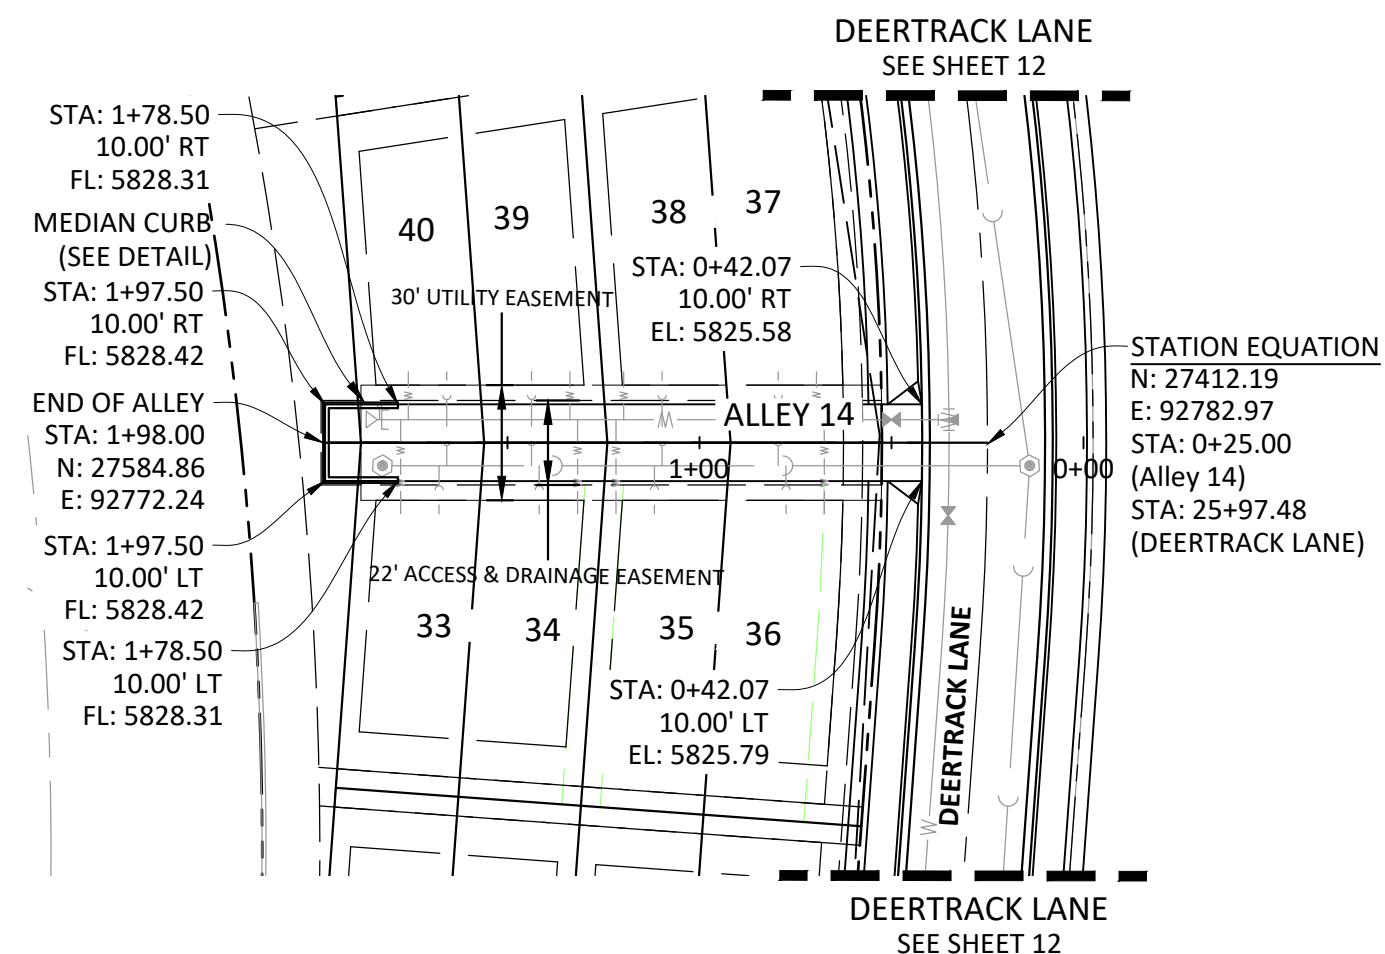 DEERTRACK LANE
SEE SHEET 12
STA: 1+78.50
10.00' RT
FL: 5828.31
MEDIAN CURB
(SEE DETAIL)
STA: 1+97.50
10.00' RT
FL: 5828.42
END OF ALLEY
STA: 1+98.00
N: 27584.86
E: 92772.24
STA: 1+97.50
10.00' LT
FL: 5828.42
STA: 1+78.50
10.00' LT
FL: 5828.31
40
39
38
37
30' UTILITY EASEMENT
STA: 0+42.07
10.00' RT
EL: 5825.58
ALLEY 14
1+00
0+00
STATION EQUATION
N: 27412.19
E: 92782.97
STA: 0+25.00
(Alley 14)
STA: 25+97.48
(DEERTRACK LANE)
22' ACCESS & DRAINAGE EASEMENT
33
34
35
36
STA: 0+42.07
10.00' LT
EL: 5825.79
DEERTRACK LANE
DEERTRACK LANE
SEE SHEET 12